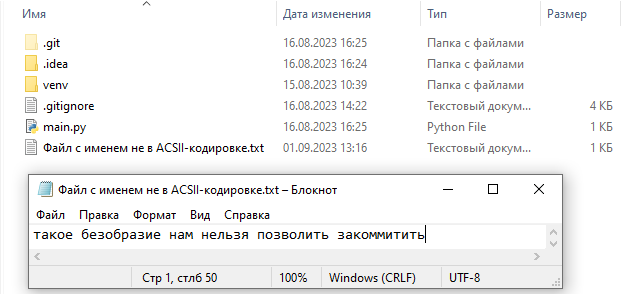 Имя Дата изменения Тип Размер
.git 16.08.2023 16:25 Папка с файлами
.idea 16.08.2023 16:24 Папка с файлами
venv 15.08.2023 10:39 Папка с файлами
.gitignore 16.08.2023 14:22 Текстовый докум... 4 КБ
main.py 16.08.2023 16:25 Python File 1 КБ
Файл с именем не в ACSII-кодировке.txt 01.09.2023 13:16 Текстовый докум... 1 КБ
Файл с именем не в ACSII-кодировке.txt – Блокнот
Файл Правка Формат Вид Справка
такое безобразие нам нельзя позволить закоммитить
Стр 1, стлб 50 100% Windows (CRLF) UTF-8